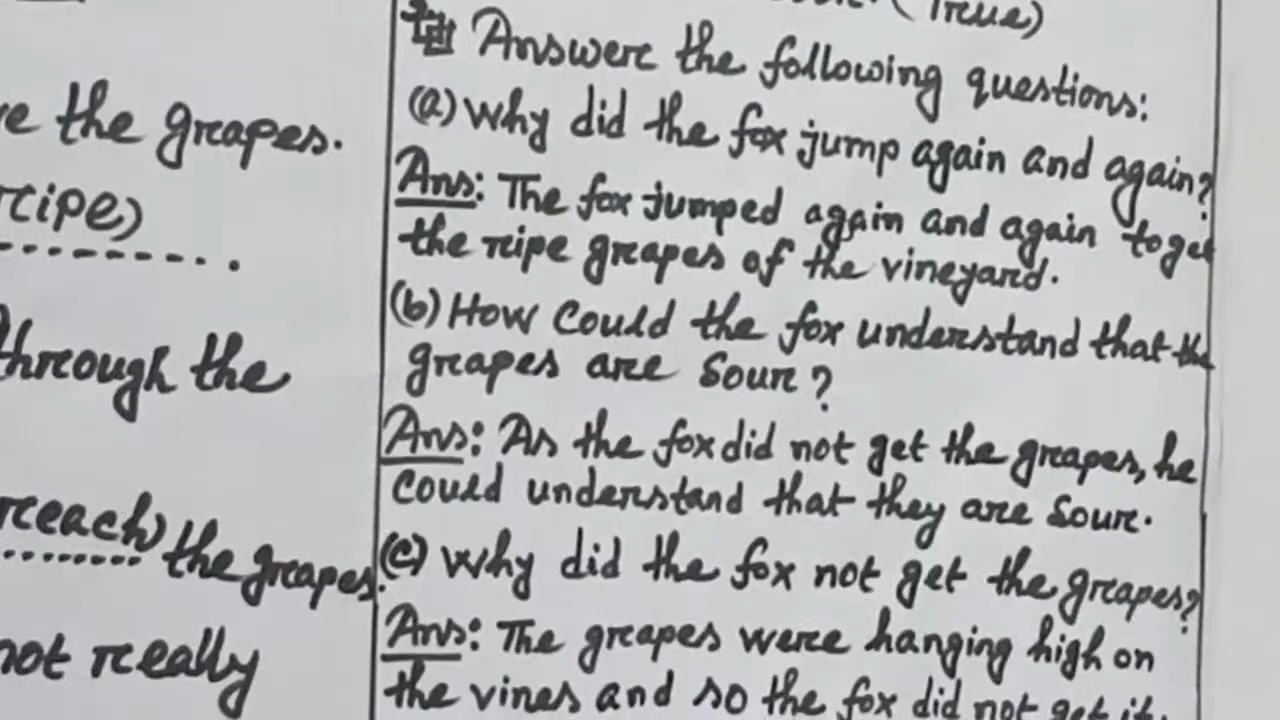 (True)
Answer the following questions:
(a) Why did the fox jump again and again?
Ans: The fox jumped again and again to get
the ripe grapes of the vineyard.
(b) How could the fox understand that the
grapes are sour?
Ans: As the fox did not get the grapes, he
could understand that they are sour.
(c) Why did the fox not get the grapes?
Ans: The grapes were hanging high on
the vines and so the fox did not get it.
the grapes.
ripe)
through the
reach) the grapes.
not really